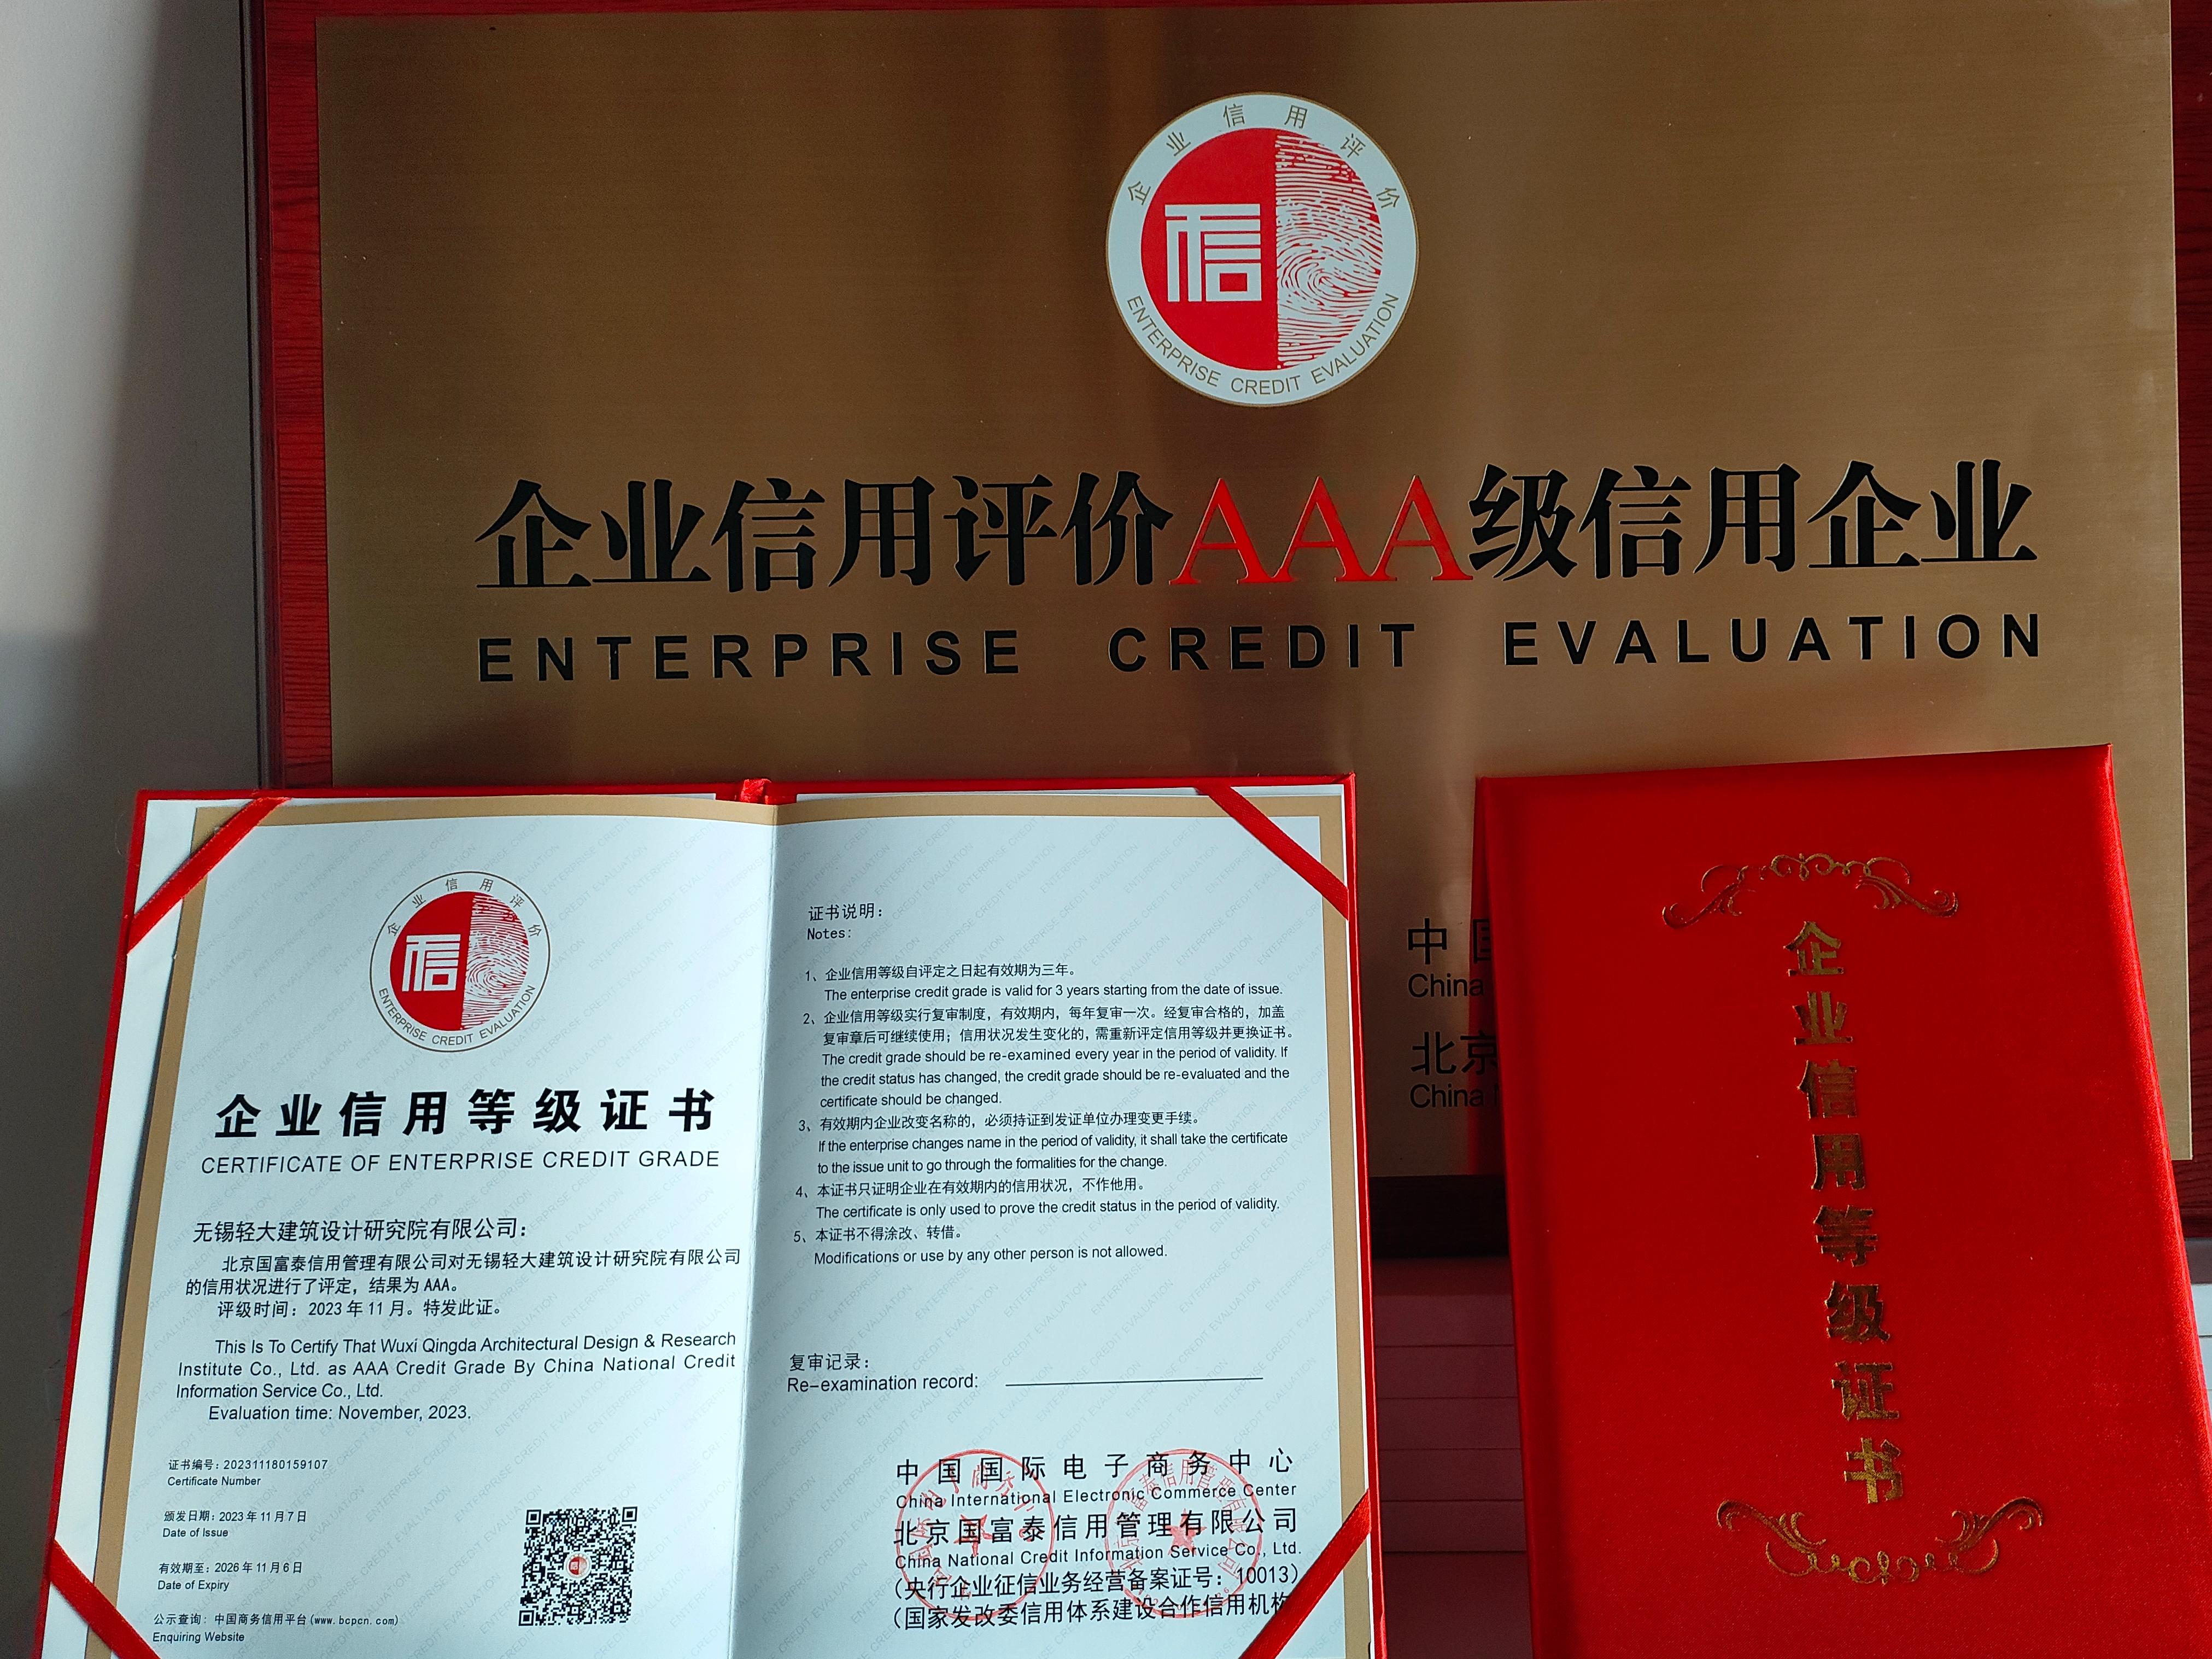 企业信用评价
信
ENTERPRISE CREDIT EVALUATION
企业信用评价AAA级信用企业
ENTERPRISE CREDIT EVALUATION
中
China
北京
China
企业信用评价
信
ENTERPRISE CREDIT EVALUATION
企业信用等级证书
CERTIFICATE OF ENTERPRISE CREDIT GRADE
无锡轻大建筑设计研究院有限公司：
北京国富泰信用管理有限公司对无锡轻大建筑设计研究院有限公司
的信用状况进行了评定，结果为 AAA。
评级时间：2023 年 11 月。特发此证。
This Is To Certify That Wuxi Qingda Architectural Design & Research
Institute Co., Ltd. as AAA Credit Grade By China National Credit
Information Service Co., Ltd.
Evaluation time: November, 2023.
证书编号：202311180159107
Certificate Number
颁发日期：2023 年 11 月 7 日
Date of Issue
有效期至：2026 年 11 月 6 日
Date of Expiry
公示查询：中国商务信用平台(www.bcpcn.com)
Enquiring Website
证书说明：
Notes:
1、企业信用等级自评定之日起有效期为三年。
The enterprise credit grade is valid for 3 years starting from the date of issue.
2、企业信用等级实行复审制度，有效期内，每年复审一次。经复审合格的，加盖
复审章后可继续使用；信用状况发生变化的，需重新评定信用等级并更换证书。
The credit grade should be re-examined every year in the period of validity. If
the credit status has changed, the credit grade should be re-evaluated and the
certificate should be changed.
3、有效期内企业改变名称的，必须持证到发证单位办理变更手续。
If the enterprise changes name in the period of validity, it shall take the certificate
to the issue unit to go through the formalities for the change.
4、本证书只证明企业在有效期内的信用状况，不作他用。
The certificate is only used to prove the credit status in the period of validity.
5、本证书不得涂改、转借。
Modifications or use by any other person is not allowed.
复审记录：
Re-examination record:
中国国际电子商务中心
China International Electronic Commerce Center
北京国富泰信用管理有限公司
China National Credit Information Service Co., Ltd.
（央行企业征信业务经营备案证号：10013）
（国家发改委信用体系建设合作信用机构
企业信用等级证书